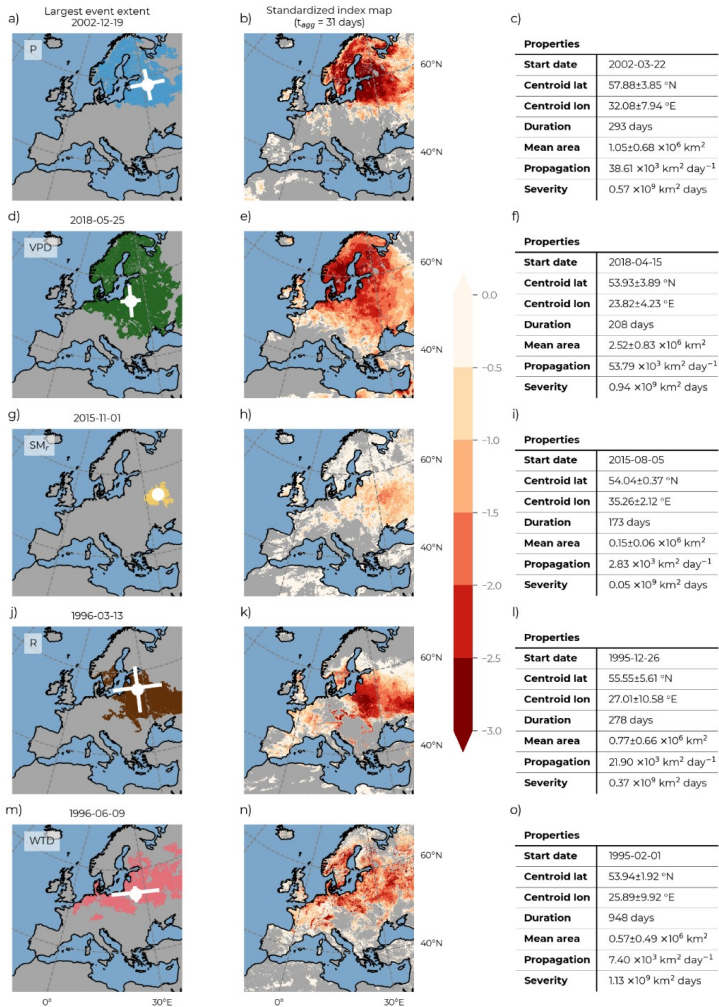 a)
Largest event extent
2002-12-19
b)
Standardized index map
(t_agg = 31 days)
c)
P
60°N
40°N
Properties
Start date 2002-03-22
Centroid lat 57.88±3.85 °N
Centroid lon 32.08±7.94 °E
Duration 293 days
Mean area 1.05±0.68 ×10⁶ km²
Propagation 38.61 ×10³ km² day⁻¹
Severity 0.57 ×10⁹ km² days
d)
2018-05-25
e)
f)
VPD
60°N
40°N
Properties
Start date 2018-04-15
Centroid lat 53.93±3.89 °N
Centroid lon 23.82±4.23 °E
Duration 208 days
Mean area 2.52±0.83 ×10⁶ km²
Propagation 53.79 ×10³ km² day⁻¹
Severity 0.94 ×10⁹ km² days
0.0
−0.5
−1.0
−1.5
−2.0
−2.5
−3.0
g)
2015-11-01
h)
i)
SMᵣ
60°N
40°N
Properties
Start date 2015-08-05
Centroid lat 54.04±0.37 °N
Centroid lon 35.26±2.12 °E
Duration 173 days
Mean area 0.15±0.06 ×10⁶ km²
Propagation 2.83 ×10³ km² day⁻¹
Severity 0.05 ×10⁹ km² days
j)
1996-03-13
k)
l)
R
60°N
40°N
Properties
Start date 1995-12-26
Centroid lat 55.55±5.61 °N
Centroid lon 27.01±10.58 °E
Duration 278 days
Mean area 0.77±0.66 ×10⁶ km²
Propagation 21.90 ×10³ km² day⁻¹
Severity 0.37 ×10⁹ km² days
m)
1996-06-09
n)
o)
WTD
60°N
40°N
0°
30°E
0°
30°E
Properties
Start date 1995-02-01
Centroid lat 53.94±1.92 °N
Centroid lon 25.89±9.92 °E
Duration 948 days
Mean area 0.57±0.49 ×10⁶ km²
Propagation 7.40 ×10³ km² day⁻¹
Severity 1.13 ×10⁹ km² days